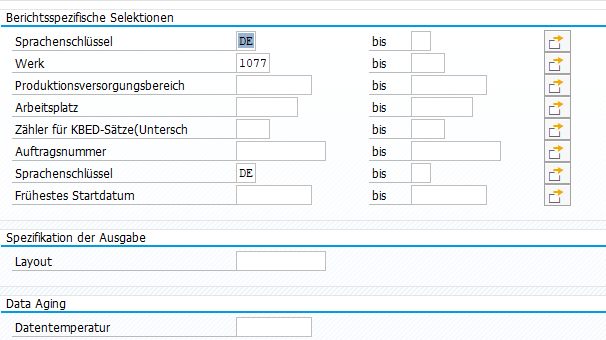 Berichtsspezifische Selektionen
Sprachenschlüssel DE bis
Werk 1077 bis
Produktionsversorgungsbereich bis
Arbeitsplatz bis
Zähler für KBED-Sätze(Untersch bis
Auftragsnummer bis
Sprachenschlüssel DE bis
Frühestes Startdatum bis
Spezifikation der Ausgabe
Layout
Data Aging
Datentemperatur